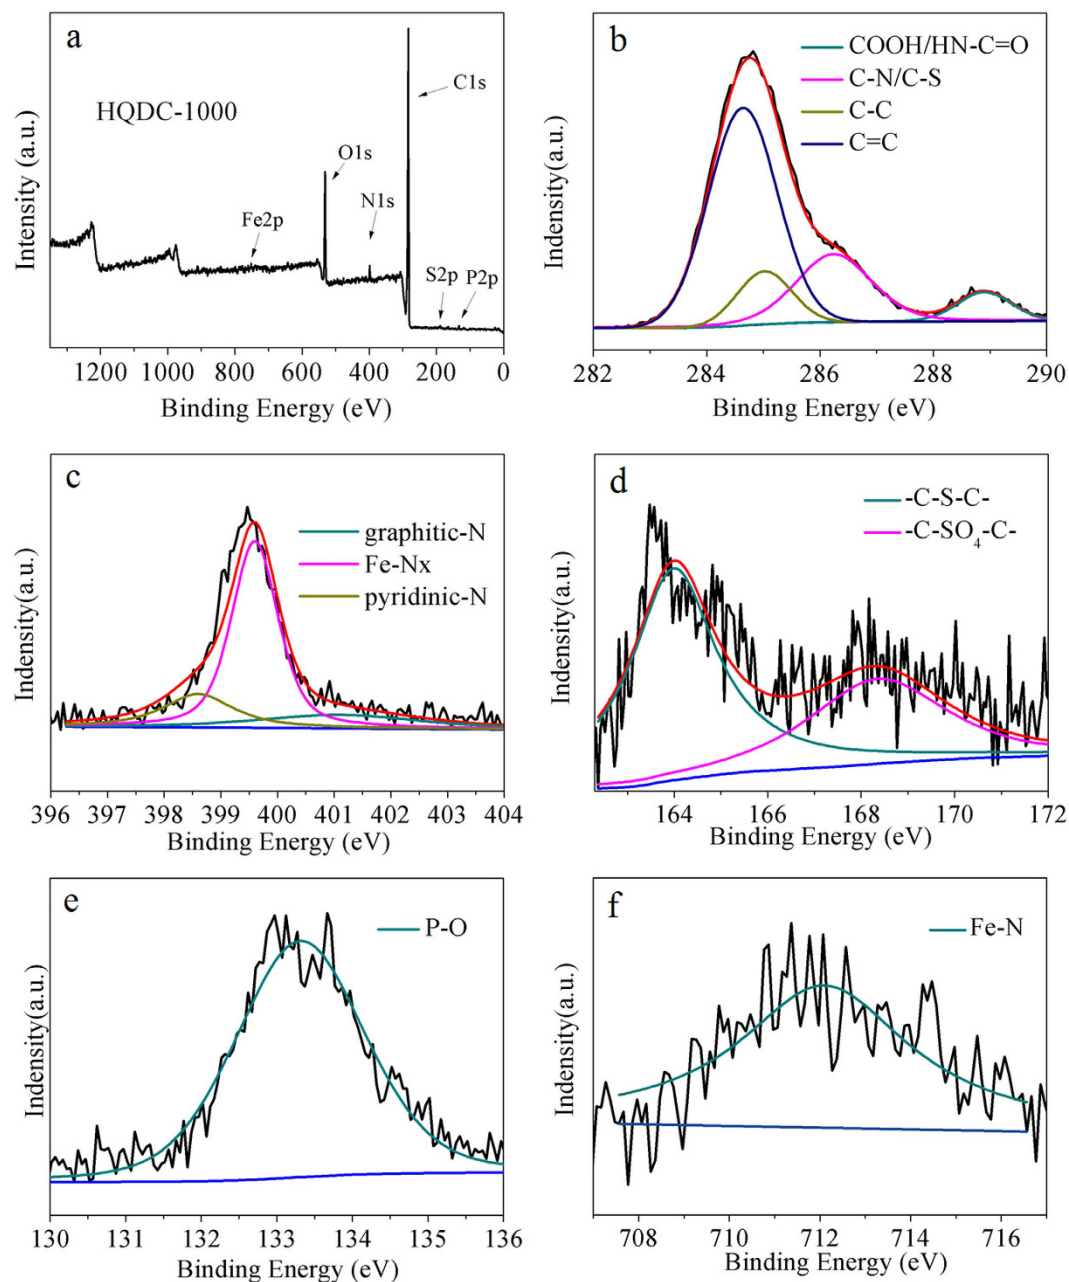 a
HQDC-1000
C1s
O1s
N1s
Fe2p
S2p
P2p
Intensity (a.u.)
1200 1000 800 600 400 200 0
Binding Energy (eV)
b
COOH/HN-C=O
C-N/C-S
C-C
C=C
Indensity(a.u.)
282 284 286 288 290
Binding Energy (eV)
c
graphitic-N
Fe-Nx
pyridinic-N
Indensity(a.u.)
396 397 398 399 400 401 402 403 404
Binding Energy (eV)
d
-C-S-C-
-C-SO₄-C-
Indensity(a.u.)
164 166 168 170 172
Binding Energy (eV)
e
P-O
Indensity(a.u.)
130 131 132 133 134 135 136
Binding Energy (eV)
f
Fe-N
Indensity(a.u.)
708 710 712 714 716
Binding Energy (eV)